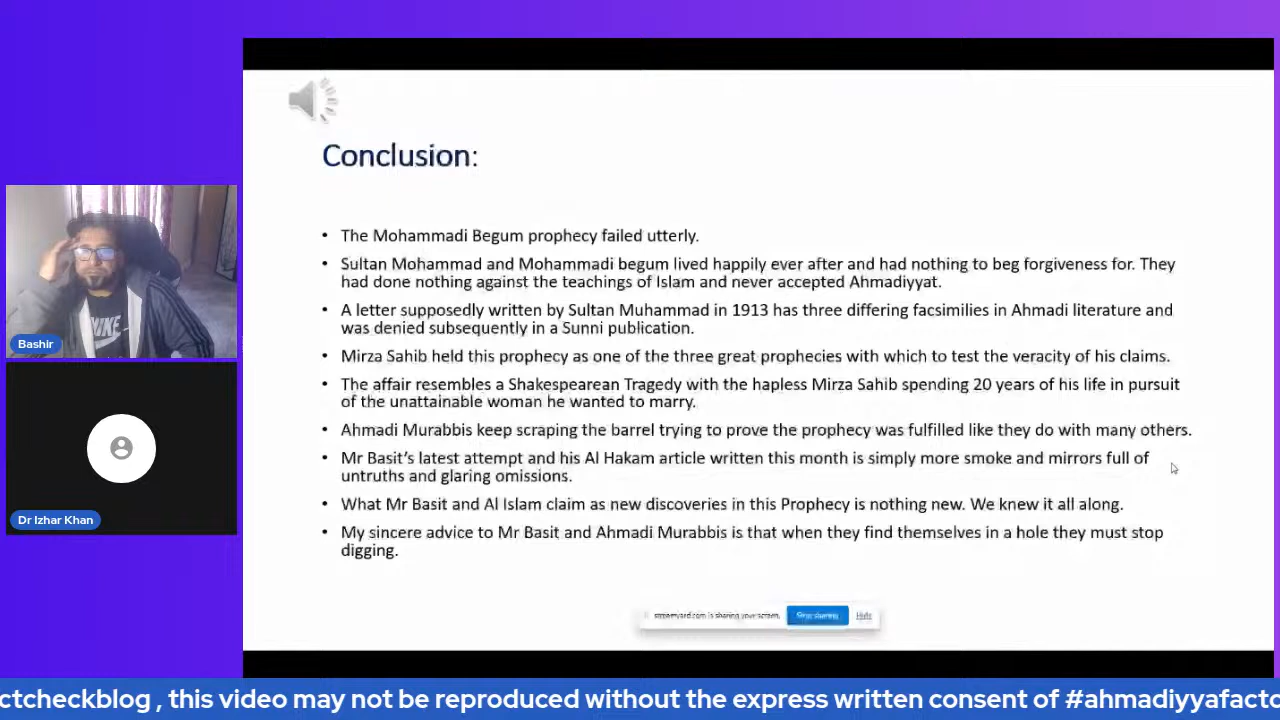 Conclusion:
• The Mohammadi Begum prophecy failed utterly.
• Sultan Mohammad and Mohammadi begum lived happily ever after and had nothing to beg forgiveness for. They
had done nothing against the teachings of Islam and never accepted Ahmadiyyat.
• A letter supposedly written by Sultan Muhammad in 1913 has three differing facsimilies in Ahmadi literature and
was denied subsequently in a Sunni publication.
• Mirza Sahib held this prophecy as one of the three great prophecies with which to test the veracity of his claims.
• The affair resembles a Shakespearean Tragedy with the hapless Mirza Sahib spending 20 years of his life in pursuit
of the unattainable woman he wanted to marry.
• Ahmadi Murabbis keep scraping the barrel trying to prove the prophecy was fulfilled like they do with many others.
• Mr Basit's latest attempt and his Al Hakam article written this month is simply more smoke and mirrors full of
untruths and glaring omissions.
• What Mr Basit and Al Islam claim as new discoveries in this Prophecy is nothing new. We knew it all along.
• My sincere advice to Mr Basit and Ahmadi Murabbis is that when they find themselves in a hole they must stop
digging.
NIKE
Bashir
Dr Izhar Khan
streamyard.com is sharing your screen.
Stop sharing
Hide
ctcheckblog , this video may not be reproduced without the express written consent of #ahmadiyyafactc